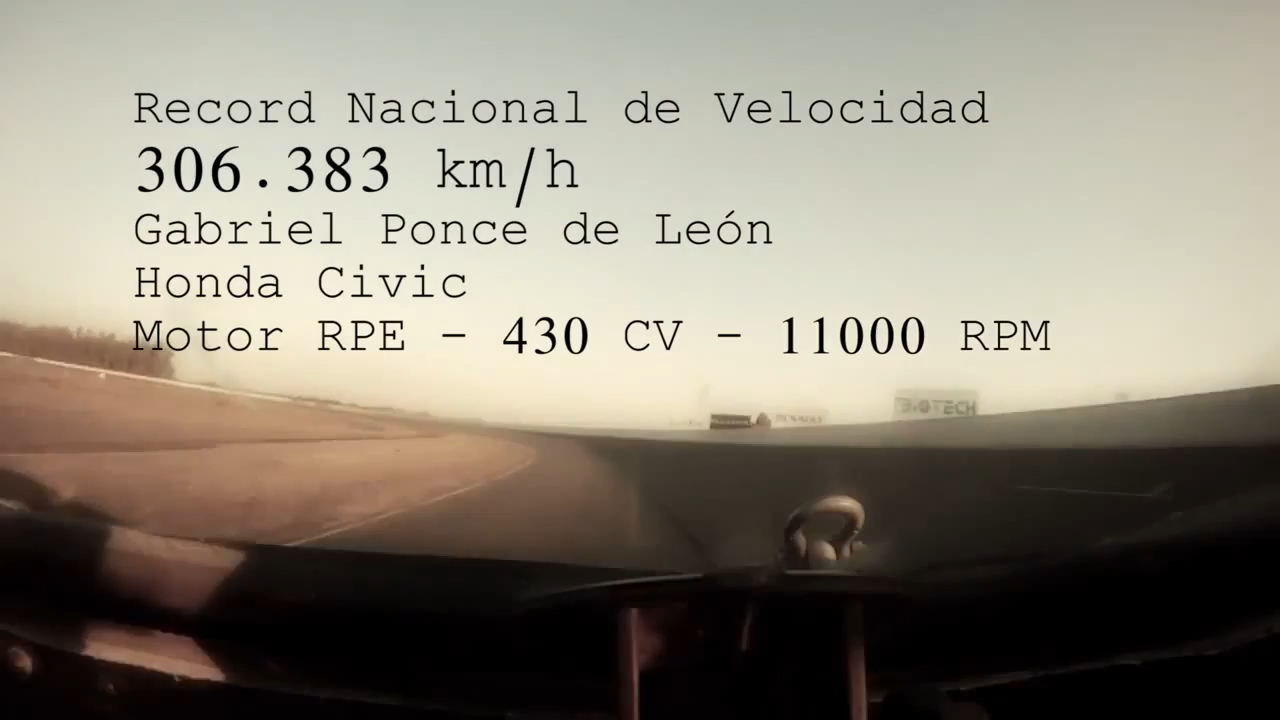 Record Nacional de Velocidad
306.383 km/h
Gabriel Ponce de León
Honda Civic
Motor RPE - 430 CV - 11000 RPM
BIOTECH